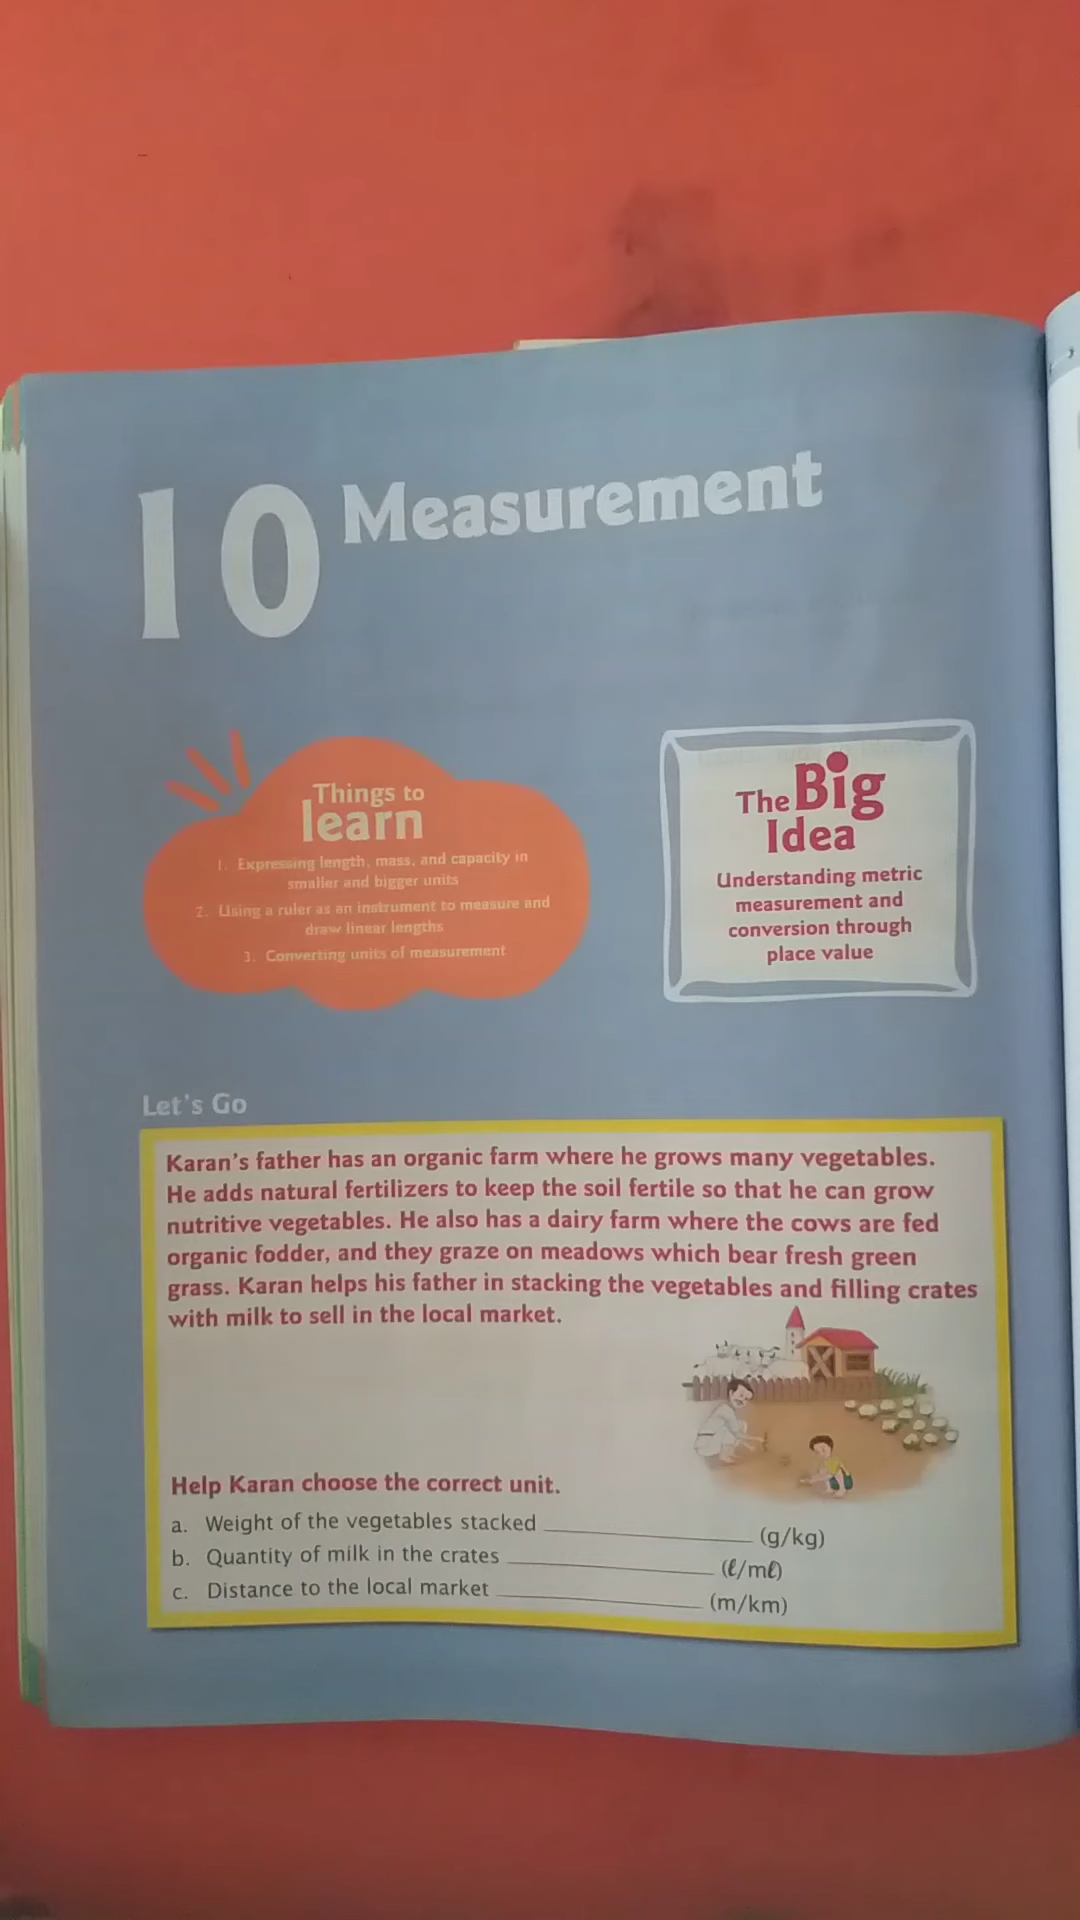 10 Measurement
Things to
learn
1. Expressing length, mass, and capacity in
smaller and bigger units
2. Using a ruler as an instrument to measure and
draw linear lengths
3. Converting units of measurement
The Big
Idea
Understanding metric
measurement and
conversion through
place value
Let's Go
Karan's father has an organic farm where he grows many vegetables.
He adds natural fertilizers to keep the soil fertile so that he can grow
nutritive vegetables. He also has a dairy farm where the cows are fed
organic fodder, and they graze on meadows which bear fresh green
grass. Karan helps his father in stacking the vegetables and filling crates
with milk to sell in the local market.
Help Karan choose the correct unit.
a. Weight of the vegetables stacked ____________ (g/kg)
b. Quantity of milk in the crates ____________ (ℓ/mℓ)
c. Distance to the local market ____________ (m/km)